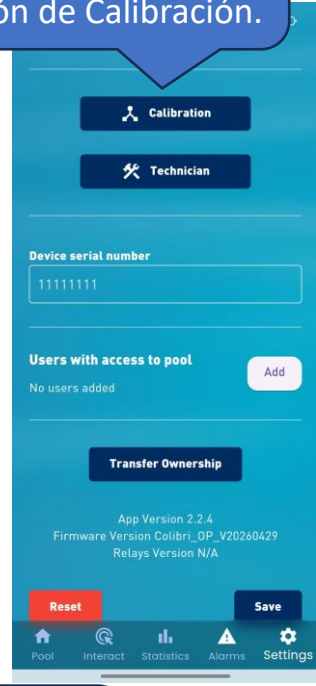 ón de Calibración.
Calibration
Technician
Device serial number
11111111
Users with access to pool
Add
No users added
Transfer Ownership
App Version 2.2.4
Firmware Version Colibri_OP_V20260429
Relays Version N/A
Reset
Save
Pool
Interact
Statistics
Alarms
Settings